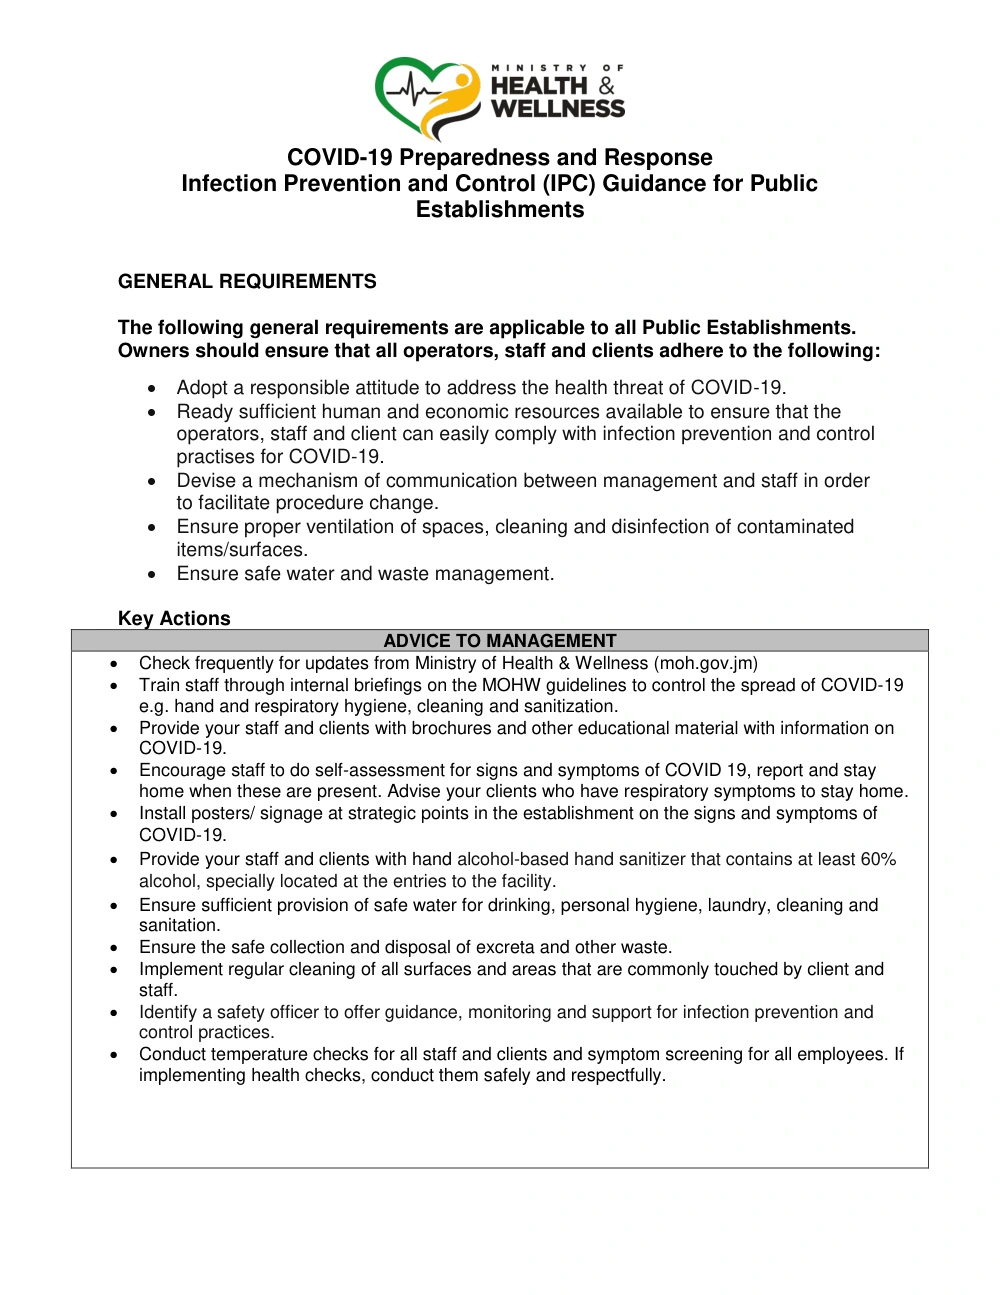 MINISTRY OF
HEALTH &
WELLNESS
COVID-19 Preparedness and Response
Infection Prevention and Control (IPC) Guidance for Public
Establishments
GENERAL REQUIREMENTS
The following general requirements are applicable to all Public Establishments.
Owners should ensure that all operators, staff and clients adhere to the following:
• Adopt a responsible attitude to address the health threat of COVID-19.
• Ready sufficient human and economic resources available to ensure that the
operators, staff and client can easily comply with infection prevention and control
practises for COVID-19.
• Devise a mechanism of communication between management and staff in order
to facilitate procedure change.
• Ensure proper ventilation of spaces, cleaning and disinfection of contaminated
items/surfaces.
• Ensure safe water and waste management.
Key Actions
ADVICE TO MANAGEMENT
• Check frequently for updates from Ministry of Health & Wellness (moh.gov.jm)
• Train staff through internal briefings on the MOHW guidelines to control the spread of COVID-19
e.g. hand and respiratory hygiene, cleaning and sanitization.
• Provide your staff and clients with brochures and other educational material with information on
COVID-19.
• Encourage staff to do self-assessment for signs and symptoms of COVID 19, report and stay
home when these are present. Advise your clients who have respiratory symptoms to stay home.
• Install posters/ signage at strategic points in the establishment on the signs and symptoms of
COVID-19.
• Provide your staff and clients with hand alcohol-based hand sanitizer that contains at least 60%
alcohol, specially located at the entries to the facility.
• Ensure sufficient provision of safe water for drinking, personal hygiene, laundry, cleaning and
sanitation.
• Ensure the safe collection and disposal of excreta and other waste.
• Implement regular cleaning of all surfaces and areas that are commonly touched by client and
staff.
• Identify a safety officer to offer guidance, monitoring and support for infection prevention and
control practices.
• Conduct temperature checks for all staff and clients and symptom screening for all employees. If
implementing health checks, conduct them safely and respectfully.